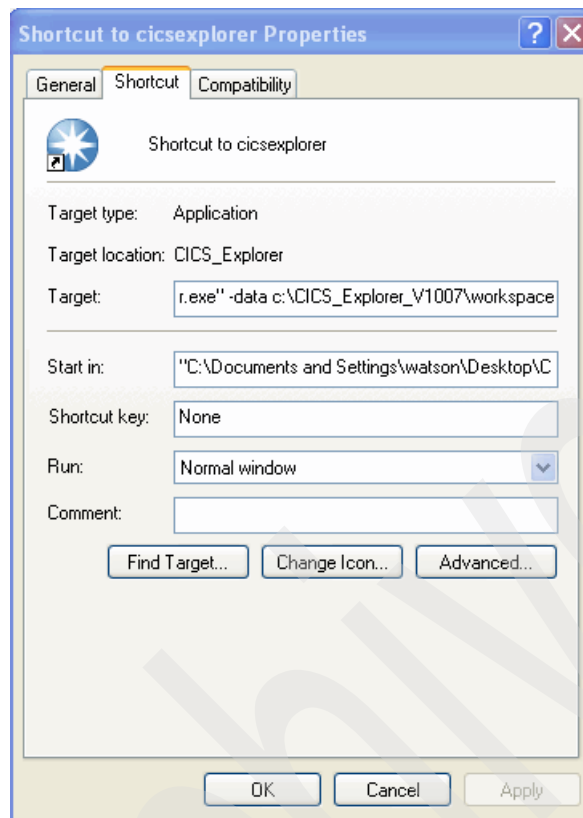 Shortcut to cicsexplorer Properties
General Shortcut Compatibility
Shortcut to cicsexplorer
Target type: Application
Target location: CICS_Explorer
Target: r.exe" -data c:\CICS_Explorer_V1007\workspace
Start in: "C:\Documents and Settings\watson\Desktop\C
Shortcut key: None
Run: Normal window
Comment:
Find Target... Change Icon... Advanced...
OK Cancel Apply